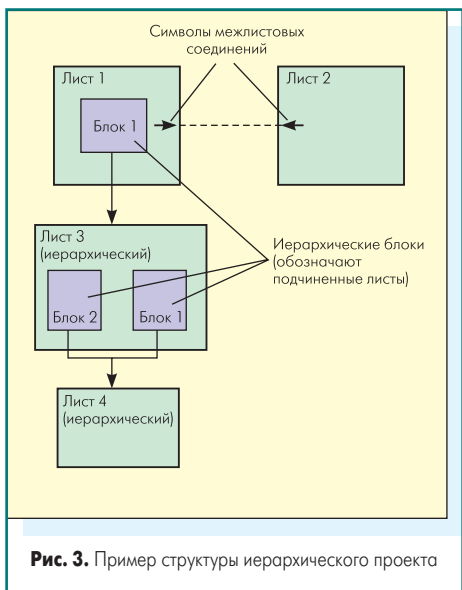 Символы межлистовых
соединений
Лист 1
Лист 2
Блок 1
Лист 3
(иерархический)
Иерархические блоки
(обозначают
подчиненные листы)
Блок 2
Блок 1
Лист 4
(иерархический)
Рис. 3. Пример структуры иерархического проекта